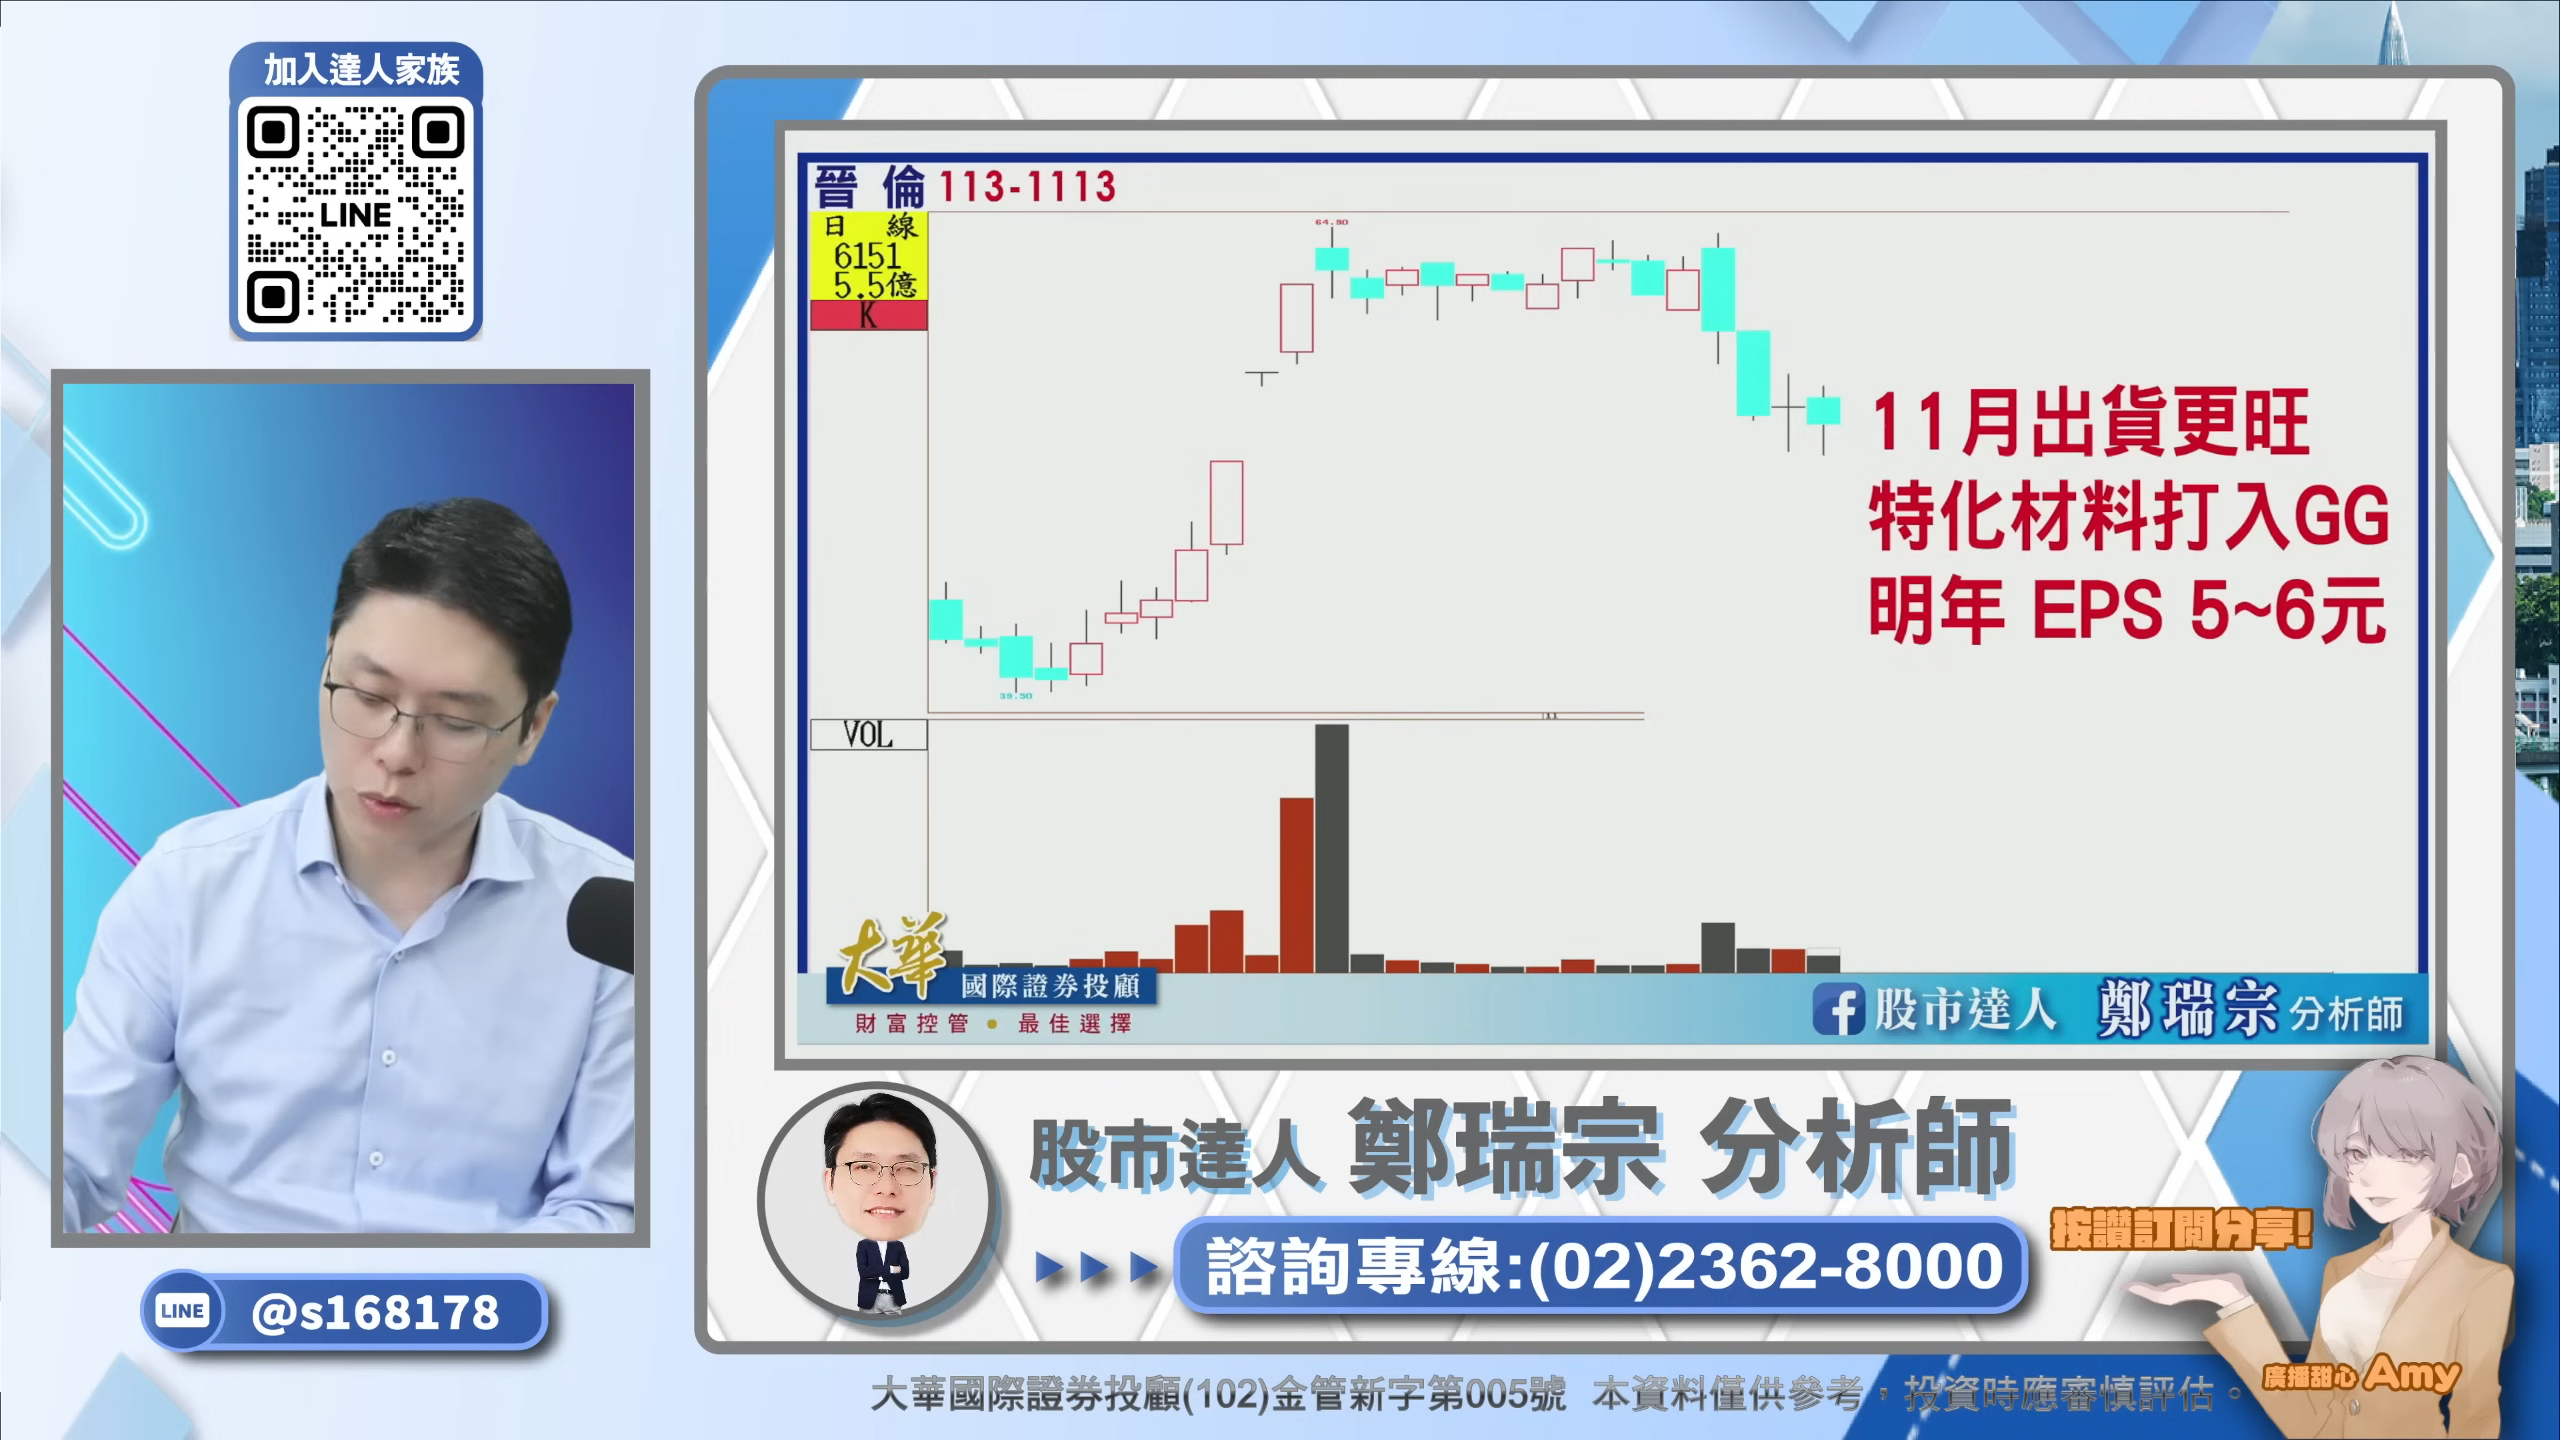 加入達人家族
LINE
晉 倫 113-1113
日 線
6151
5.5億
K
64.90
39.50
11
11月出貨更旺
特化材料打入GG
明年 EPS 5~6元
VOL
大華
國際證券投顧
財富控管 • 最佳選擇
f 股市達人 鄭瑞宗 分析師
股市達人 鄭瑞宗 分析師
諮詢專線:(02)2362-8000
按讚訂閱分享!
LINE @s168178
廣播甜心 Amy
大華國際證券投顧(102)金管新字第005號 本資料僅供參考，投資時應審慎評估。